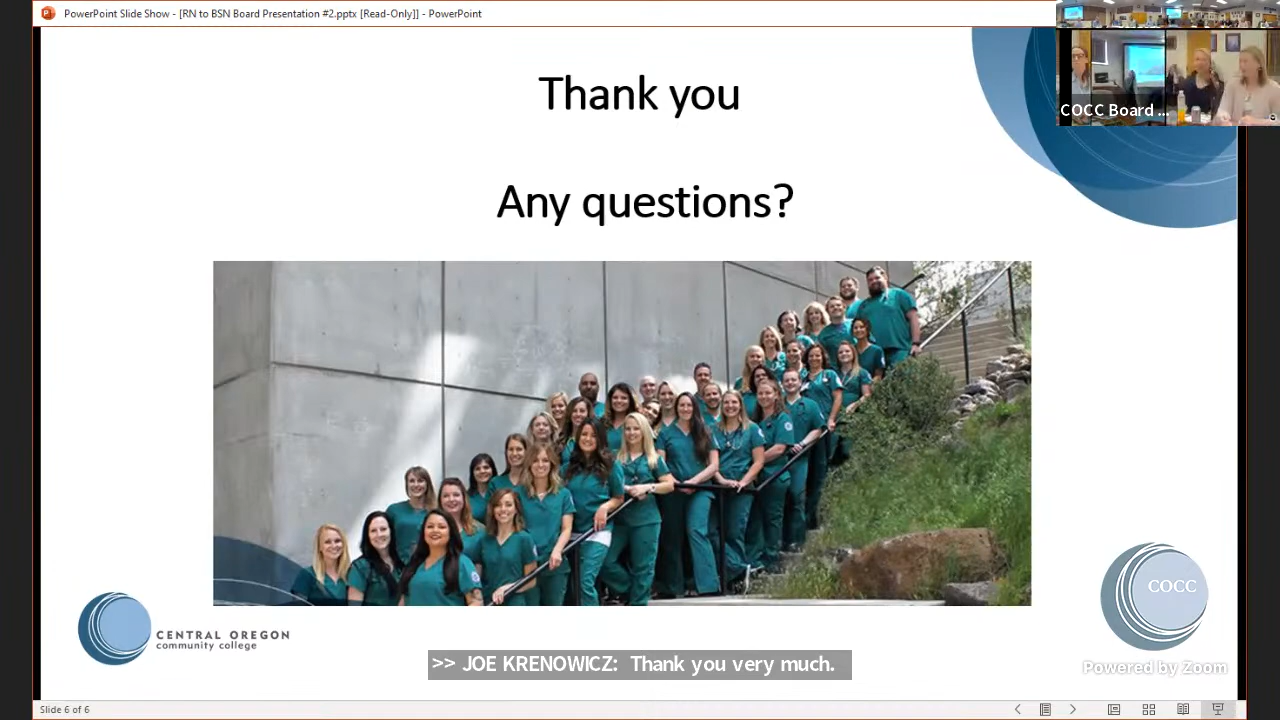 PowerPoint Slide Show - [RN to BSN Board Presentation #2.pptx [Read-Only]] - PowerPoint
COCC Board ...
Thank you
Any questions?
CENTRAL OREGON
community college
COCC
>> JOE KRENOWICZ: Thank you very much.
Powered by Zoom
Slide 6 of 6